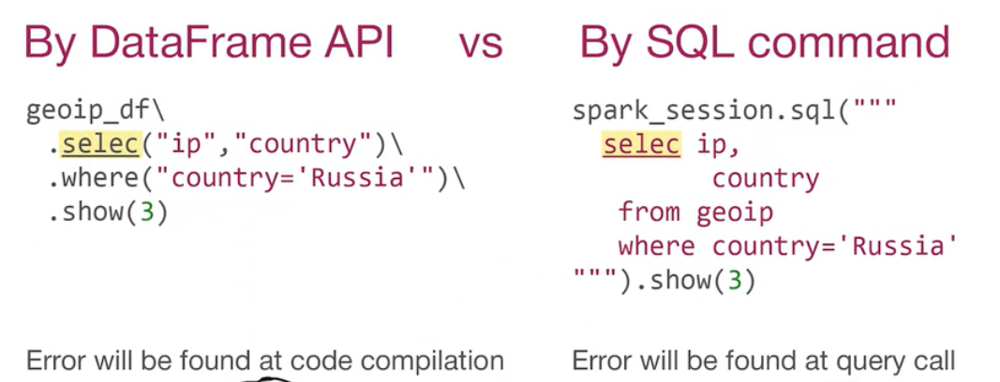 By DataFrame API vs By SQL command
geoip_df\
.selec("ip","country")\
.where("country='Russia'")\
.show(3)
spark_session.sql("""
selec ip,
country
from geoip
where country='Russia'
""").show(3)
Error will be found at code compilation
Error will be found at query call